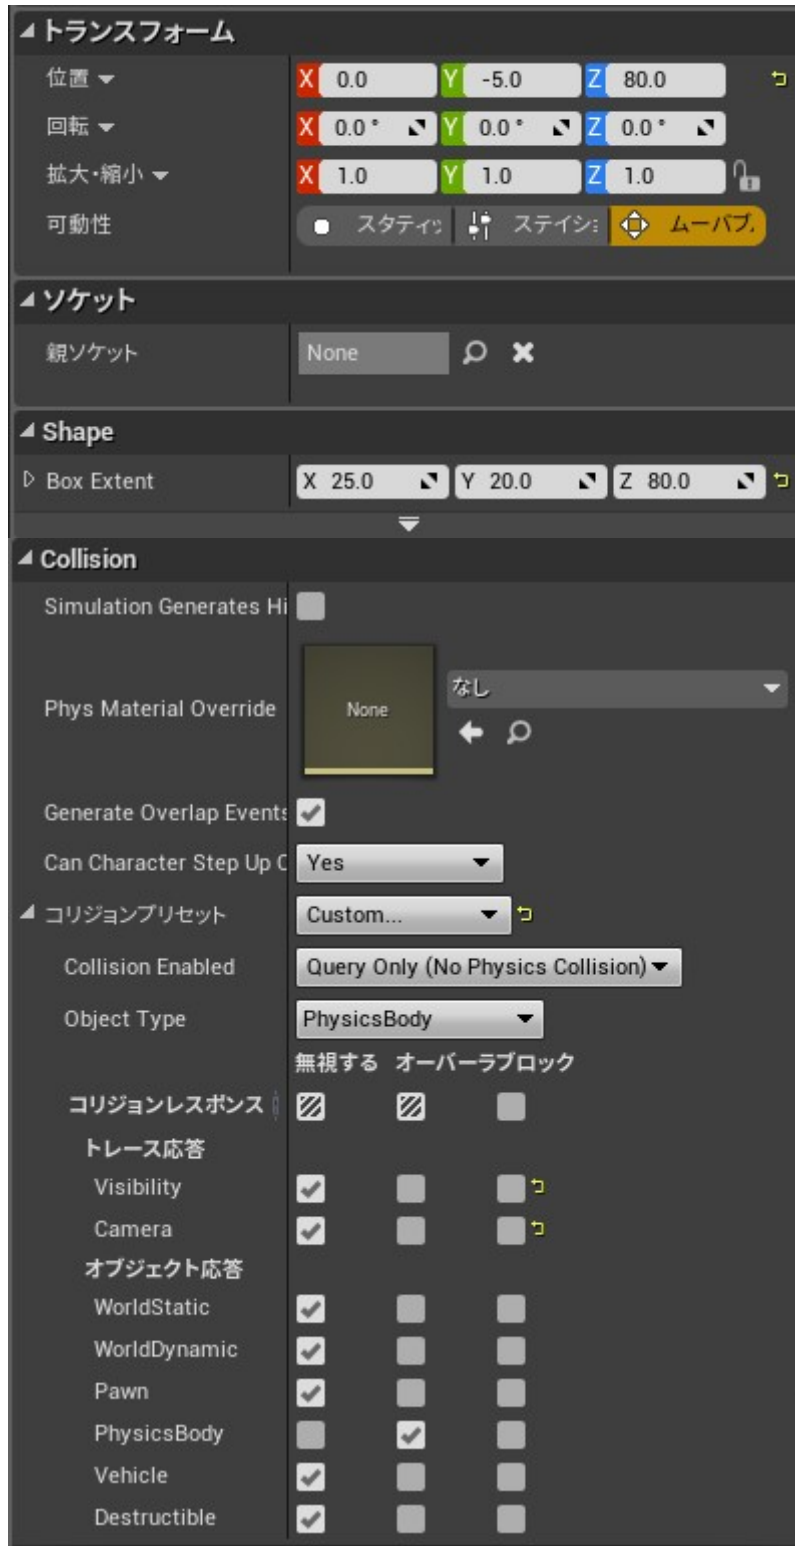 トランスフォーム
位置 X 0.0 Y -5.0 Z 80.0
回転 X 0.0° Y 0.0° Z 0.0°
拡大・縮小 X 1.0 Y 1.0 Z 1.0
可動性 スタティッ ステイショ ムーバブ
ソケット
親ソケット None
Shape
Box Extent X 25.0 Y 20.0 Z 80.0
Collision
Simulation Generates Hi
Phys Material Override None なし
Generate Overlap Events
Can Character Step Up O Yes
コリジョンプリセット Custom...
Collision Enabled Query Only (No Physics Collision)
Object Type PhysicsBody
無視する オーバーラブロック
コリジョンレスポンス
トレース応答
Visibility
Camera
オブジェクト応答
WorldStatic
WorldDynamic
Pawn
PhysicsBody
Vehicle
Destructible